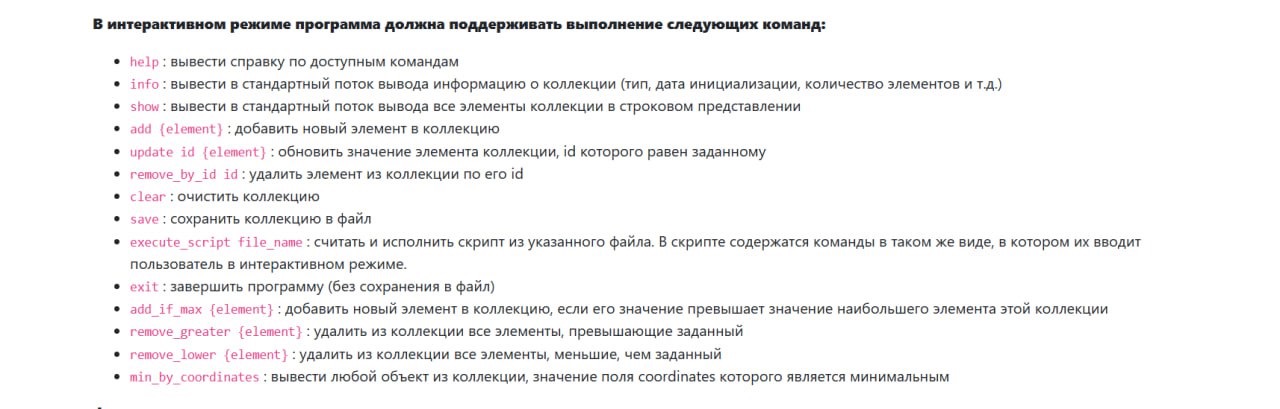 В интерактивном режиме программа должна поддерживать выполнение следующих команд:
help : вывести справку по доступным командам
info : вывести в стандартный поток вывода информацию о коллекции (тип, дата инициализации, количество элементов и т.д.)
show : вывести в стандартный поток вывода все элементы коллекции в строковом представлении
add {element} : добавить новый элемент в коллекцию
update id {element} : обновить значение элемента коллекции, id которого равен заданному
remove_by_id id : удалить элемент из коллекции по его id
clear : очистить коллекцию
save : сохранить коллекцию в файл
execute_script file_name : считать и исполнить скрипт из указанного файла. В скрипте содержатся команды в таком же виде, в котором их вводит
пользователь в интерактивном режиме.
exit : завершить программу (без сохранения в файл)
add_if_max {element} : добавить новый элемент в коллекцию, если его значение превышает значение наибольшего элемента этой коллекции
remove_greater {element} : удалить из коллекции все элементы, превышающие заданный
remove_lower {element} : удалить из коллекции все элементы, меньшие, чем заданный
min_by_coordinates : вывести любой объект из коллекции, значение поля coordinates которого является минимальным